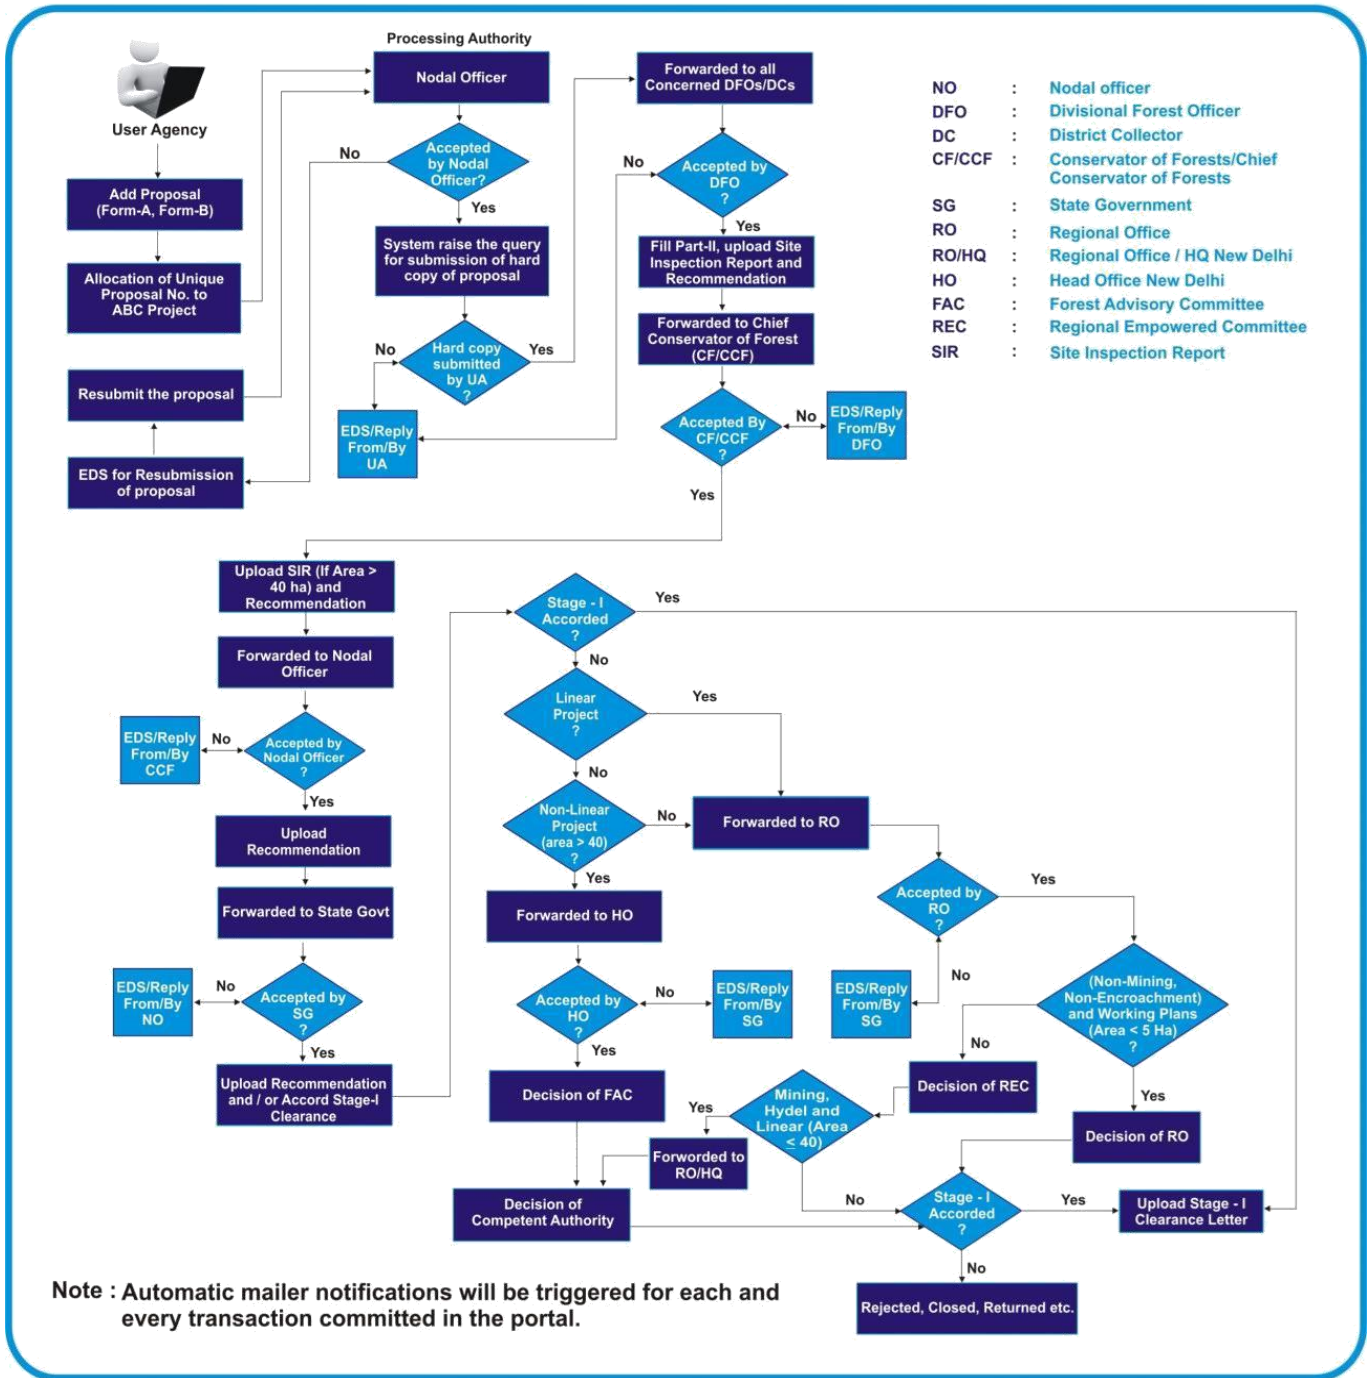 Processing Authority
User Agency
Add Proposal
(Form-A, Form-B)
Allocation of Unique
Proposal No. to
ABC Project
Resubmit the proposal
EDS for Resubmission
of proposal
Nodal Officer
Accepted
by Nodal
Officer?
No
Yes
System raise the query
for submission of hard
copy of proposal
Hard copy
submitted
by UA
?
No
Yes
EDS/Reply
From/By
UA
Forwarded to all
Concerned DFOs/DCs
Accepted by
DFO
?
No
Yes
Fill Part-II, upload Site
Inspection Report and
Recommendation
Forwarded to Chief
Conservator of Forest
(CF/CCF)
Accepted By
CF/CCF
?
No
EDS/Reply
From/By
DFO
Yes
NO : Nodal officer
DFO : Divisional Forest Officer
DC : District Collector
CF/CCF : Conservator of Forests/Chief
Conservator of Forests
SG : State Government
RO : Regional Office
RO/HQ : Regional Office / HQ New Delhi
HO : Head Office New Delhi
FAC : Forest Advisory Committee
REC : Regional Empowered Committee
SIR : Site Inspection Report
Upload SIR (If Area >
40 ha) and
Recommendation
Forwarded to Nodal
Officer
Accepted by
Nodal Officer
?
No
EDS/Reply
From/By
CCF
Yes
Upload
Recommendation
Forwarded to State Govt
Accepted by
SG
?
No
EDS/Reply
From/By
NO
Yes
Upload Recommendation
and / or Accord Stage-I
Clearance
Stage - I
Accorded
?
Yes
No
Linear
Project
?
Yes
No
Non-Linear
Project
(area > 40)
?
No
Yes
Forwarded to RO
Forwarded to HO
Accepted by
HO
?
No
EDS/Reply
From/By
SG
Yes
Decision of FAC
Accepted by
RO
?
Yes
No
EDS/Reply
From/By
SG
(Non-Mining,
Non-Encroachment)
and Working Plans
(Area < 5 Ha)
?
No
Yes
Decision of REC
Decision of RO
Mining,
Hydel and
Linear (Area
≤ 40)
Yes
No
Forworded to
RO/HQ
Decision of
Competent Authority
Stage - I
Accorded
?
Yes
No
Upload Stage - I
Clearance Letter
Rejected, Closed, Returned etc.
Note : Automatic mailer notifications will be triggered for each and
every transaction committed in the portal.